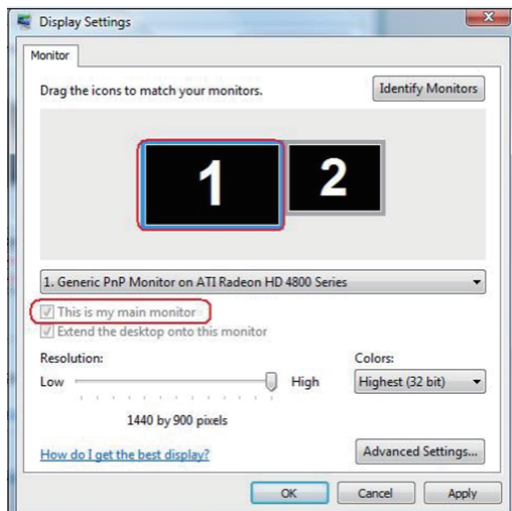 Display Settings
Monitor
Drag the icons to match your monitors.
Identify Monitors
1 2
1. Generic PnP Monitor on ATI Radeon HD 4800 Series
This is my main monitor
Extend the desktop onto this monitor
Resolution: Colors:
Low High Highest (32 bit)
1440 by 900 pixels
How do I get the best display? Advanced Settings...
OK Cancel Apply